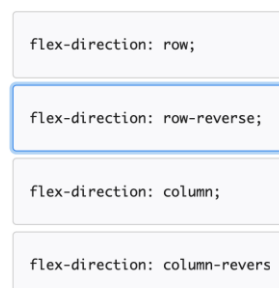 flex-direction: row;
flex-direction: row-reverse;
flex-direction: column;
flex-direction: column-revers